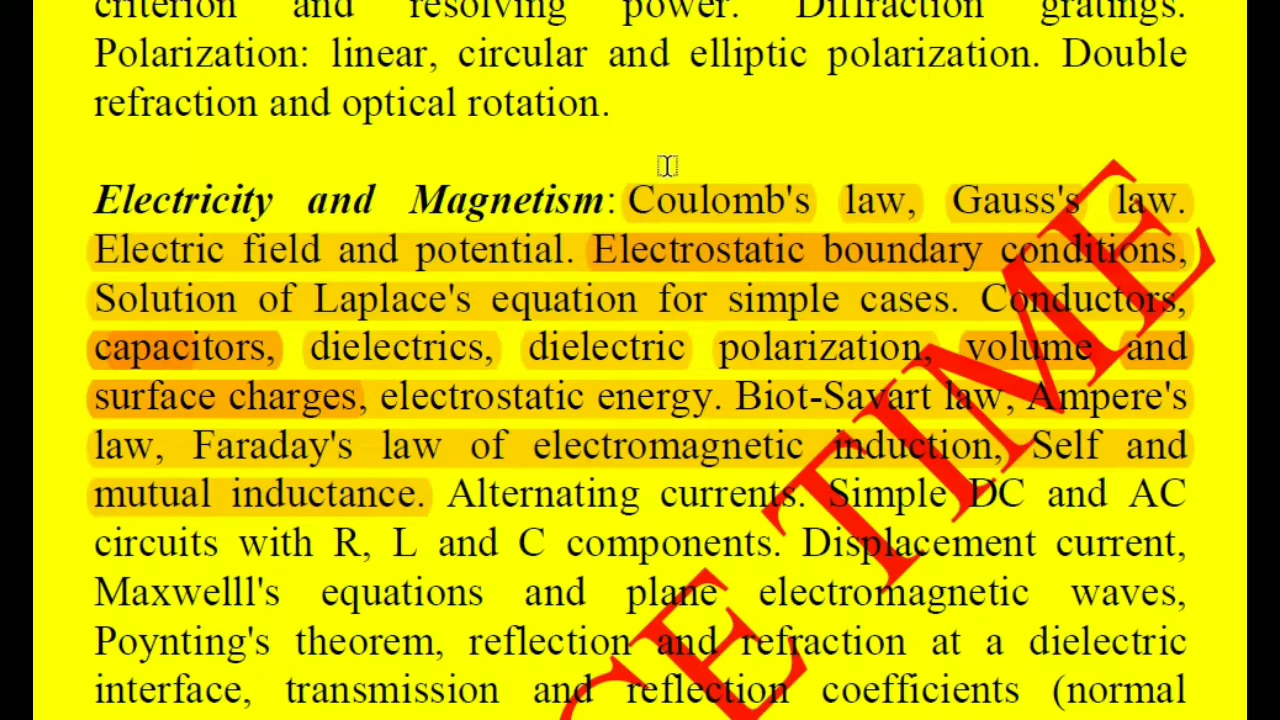 criterion and resolving power. Diffraction gratings.
Polarization: linear, circular and elliptic polarization. Double
refraction and optical rotation.
Electricity and Magnetism: Coulomb's law, Gauss's law.
Electric field and potential. Electrostatic boundary conditions,
Solution of Laplace's equation for simple cases. Conductors,
capacitors, dielectrics, dielectric polarization, volume and
surface charges, electrostatic energy. Biot-Savart law, Ampere's
law, Faraday's law of electromagnetic induction, Self and
mutual inductance. Alternating currents. Simple DC and AC
circuits with R, L and C components. Displacement current,
Maxwelll's equations and plane electromagnetic waves,
Poynting's theorem, reflection and refraction at a dielectric
interface, transmission and reflection coefficients (normal
CE TIME